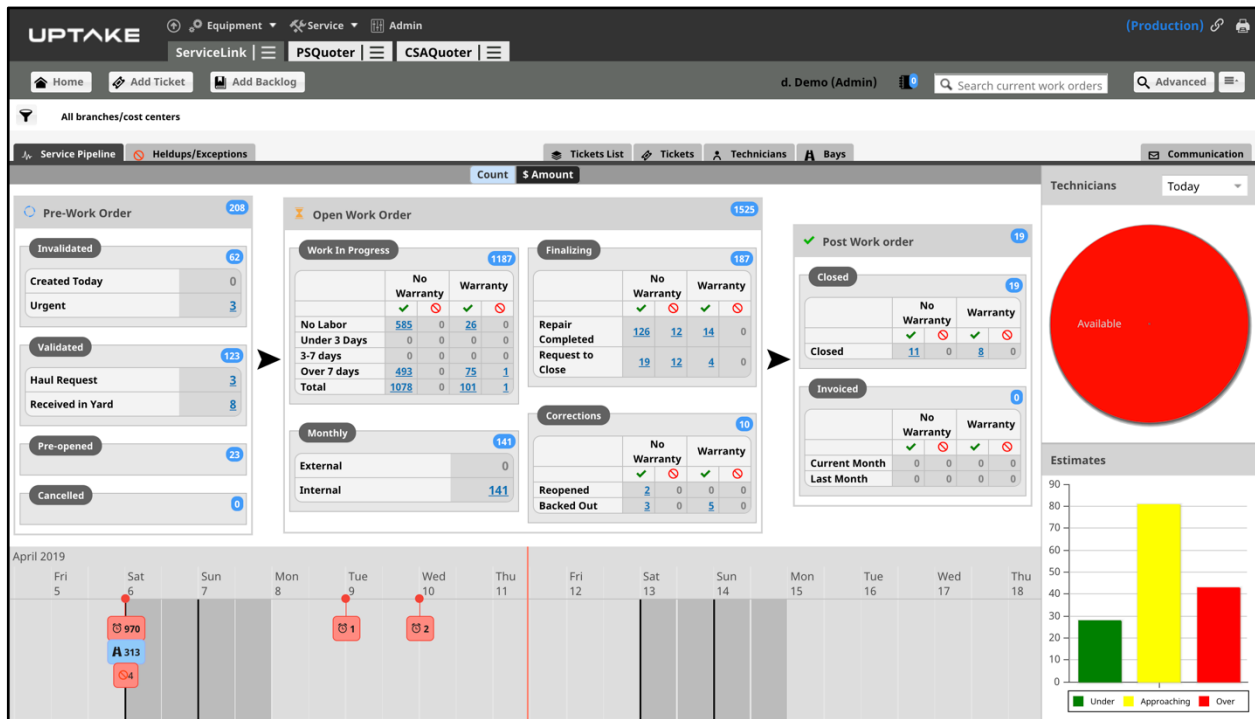 UPTAKE
Equipment Service Admin
(Production)
ServiceLink PSQuoter CSAQuoter
Home Add Ticket Add Backlog
d. Demo (Admin) 0 Search current work orders Advanced
All branches/cost centers
Service Pipeline Heldups/Exceptions Tickets List Tickets Technicians Bays Communication
Count $ Amount
Pre-Work Order 208
Invalidated 62
Created Today 0
Urgent 3
Validated 123
Haul Request 3
Received in Yard 8
Pre-opened 23
Cancelled 0
Open Work Order 1525
Work In Progress 1187
No Warranty Warranty
No Labor 585 0 26 0
Under 3 Days 0 0 0 0
3-7 days 0 0 0 0
Over 7 days 493 0 75 1
Total 1078 0 101 1
Monthly 141
External 0
Internal 141
Finalizing 187
No Warranty Warranty
Repair Completed 126 12 14 0
Request to Close 19 12 4 0
Corrections 10
No Warranty Warranty
Reopened 2 0 0 0
Backed Out 3 0 5 0
Post Work order 19
Closed 19
No Warranty Warranty
Closed 11 0 8 0
Invoiced 0
No Warranty Warranty
Current Month 0 0 0 0
Last Month 0 0 0 0
Technicians Today
Available
Estimates
90
80
70
60
50
40
30
20
10
0
Under Approaching Over
April 2019
Fri Sat Sun Mon Tue Wed Thu Fri Sat Sun Mon Tue Wed Thu
5 6 7 8 9 10 11 12 13 14 15 16 17 18
970 1 2
313
4